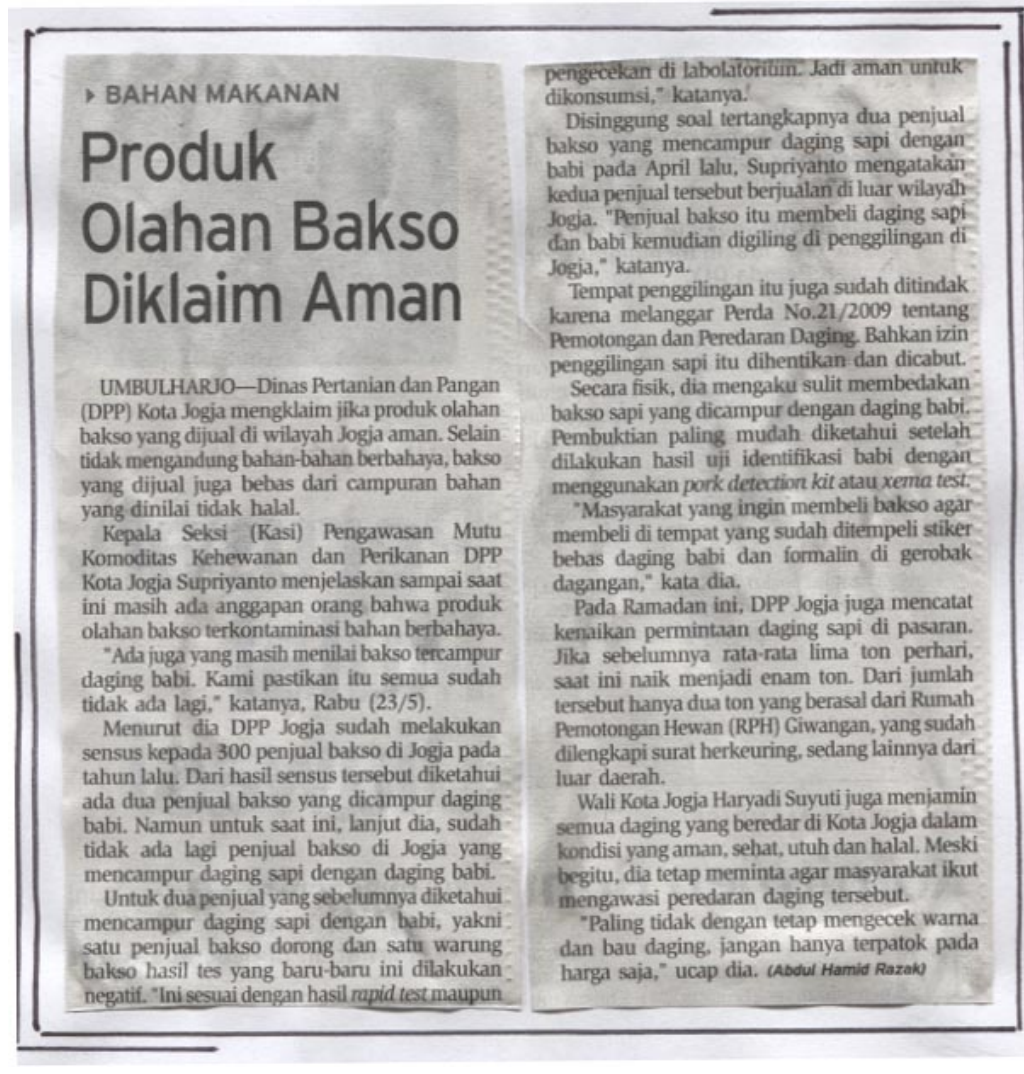 BAHAN MAKANAN
Produk
Olahan Bakso
Diklaim Aman
UMBULHARJO—Dinas Pertanian dan Pangan
(DPP) Kota Jogja mengklaim jika produk olahan
bakso yang dijual di wilayah Jogja aman. Selain
tidak mengandung bahan-bahan berbahaya, bakso
yang dijual juga bebas dari campuran bahan
yang dinilai tidak halal.
Kepala Seksi (Kasi) Pengawasan Mutu
Komoditas Kehewanan dan Perikanan DPP
Kota Jogja Supriyanto menjelaskan sampai saat
ini masih ada anggapan orang bahwa produk
olahan bakso terkontaminasi bahan berbahaya.
"Ada juga yang masih menilai bakso tercampur
daging babi. Kami pastikan itu semua sudah
tidak ada lagi," katanya, Rabu (23/5).
Menurut dia DPP Jogja sudah melakukan
sensus kepada 300 penjual bakso di Jogja pada
tahun lalu. Dari hasil sensus tersebut diketahui
ada dua penjual bakso yang dicampur daging
babi. Namun untuk saat ini, lanjut dia, sudah
tidak ada lagi penjual bakso di Jogja yang
mencampur daging sapi dengan daging babi.
Untuk dua penjual yang sebelumnya diketahui
mencampur daging sapi dengan babi, yakni
satu penjual bakso dorong dan satu warung
bakso hasil tes yang baru-baru ini dilakukan
negatif. "Ini sesuai dengan hasil rapid test maupun
pengecekan di labolatoritim. Jadi aman untuk
dikonsumsi," katanya.
Disinggung soal tertangkapnya dua penjual
bakso yang mencampur daging sapi dengan
babi pada April lalu, Supriyanto mengatakan
kedua penjual tersebut berjualan di luar wilayah
Jogja. "Penjual bakso itu membeli daging sapi
dan babi kemudian digiling di penggilingan di
Jogja," katanya.
Tempat penggilingan itu juga sudah ditindak
karena melanggar Perda No.21/2009 tentang
Pemotongan dan Peredaran Daging. Bahkan izin
penggilingan sapi itu dihentikan dan dicabut.
Secara fisik, dia mengaku sulit membedakan
bakso sapi yang dicampur dengan daging babi.
Pembuktian paling mudah diketahui setelah
dilakukan hasil uji identifikasi babi dengan
menggunakan pork detection kit atau xema test.
"Masyarakat yang ingin membeli bakso agar
membeli di tempat yang sudah ditempeli stiker
bebas daging babi dan formalin di gerobak
dagangan," kata dia.
Pada Ramadan ini, DPP Jogja juga mencatat
kenaikan permintaan daging sapi di pasaran.
Jika sebelumnya rata-rata lima ton perhari,
saat ini naik menjadi enam ton. Dari jumlah
tersebut hanya dua ton yang berasal dari Rumah
Pemotongan Hewan (RPH) Giwangan, yang sudah
dilengkapi surat herkeuring, sedang lainnya dari
luar daerah.
Wali Kota Jogja Haryadi Suyuti juga menjamin
semua daging yang beredar di Kota Jogja dalam
kondisi yang aman, sehat, utuh dan halal. Meski
begitu, dia tetap meminta agar masyarakat ikut
mengawasi peredaran daging tersebut.
"Paling tidak dengan tetap mengecek warna
dan bau daging, jangan hanya terpatok pada
harga saja," ucap dia. (Abdul Hamid Razak)